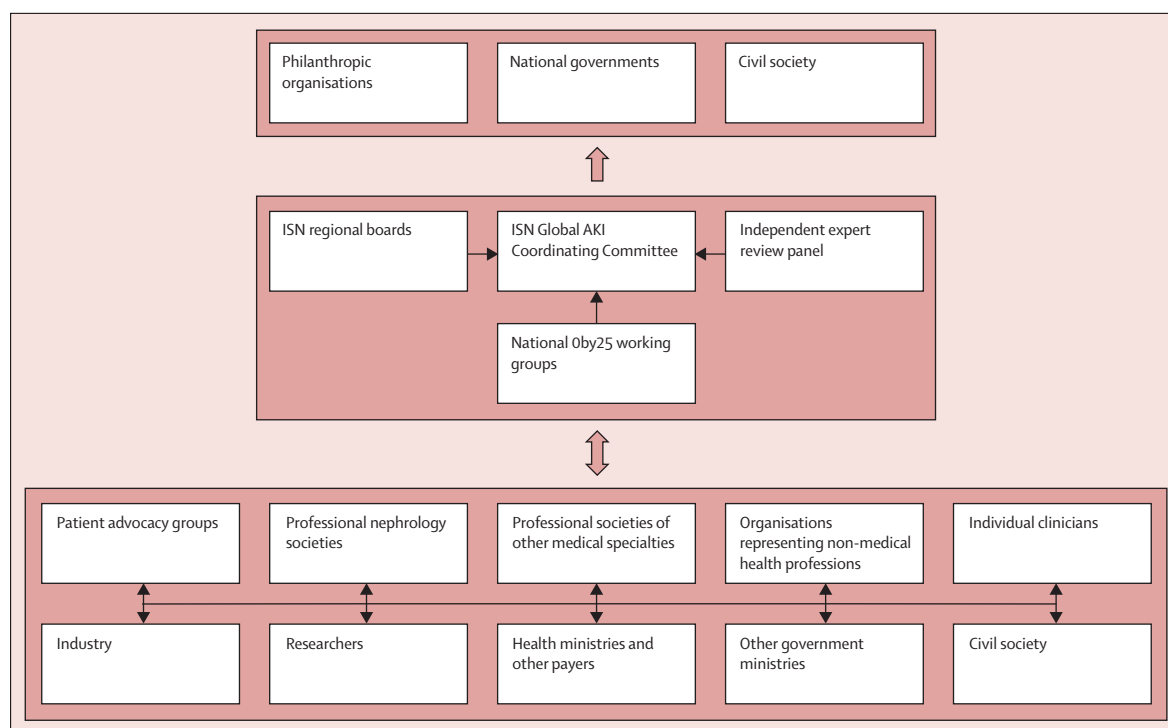 Philanthropic
organisations
National governments
Civil society
ISN regional boards
ISN Global AKI
Coordinating Committee
Independent expert
review panel
National 0by25 working
groups
Patient advocacy groups
Professional nephrology
societies
Professional societies of
other medical specialties
Organisations
representing non-medical
health professions
Individual clinicians
Industry
Researchers
Health ministries and
other payers
Other government
ministries
Civil society